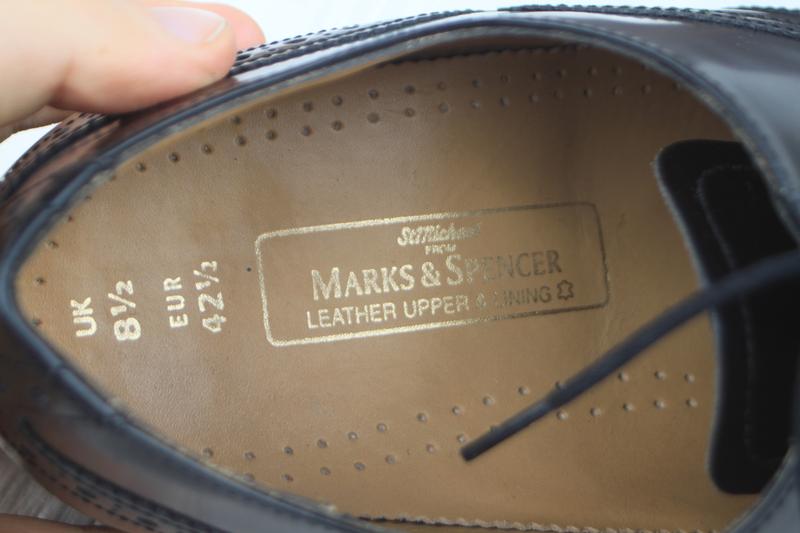 UK
8½
EUR
42½
St Michael
FROM
MARKS & SPENCER
LEATHER UPPER & LINING